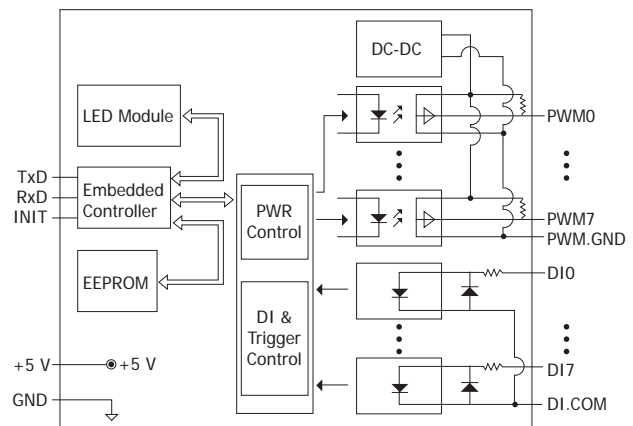 DC-DC
LED Module
PWM0
TxD
RxD
INIT
Embedded
Controller
PWR
Control
PWM7
PWM.GND
EEPROM
DI0
DI &
Trigger
Control
+5 V
+5 V
DI7
GND
DI.COM